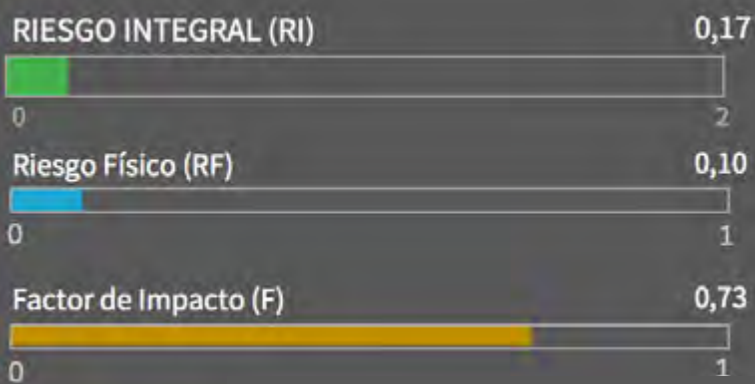 RIESGO INTEGRAL (RI) 0,17
0 2
Riesgo Físico (RF) 0,10
0 1
Factor de Impacto (F) 0,73
0 1